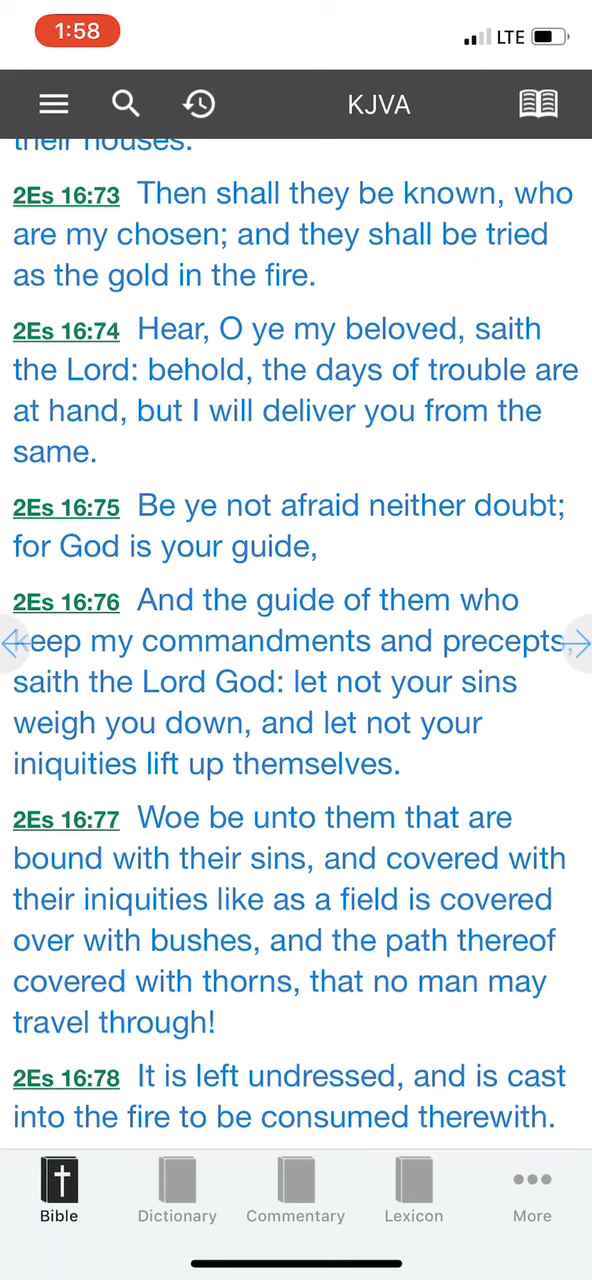 1:58
LTE
KJVA
their houses.
2Es 16:73 Then shall they be known, who
are my chosen; and they shall be tried
as the gold in the fire.
2Es 16:74 Hear, O ye my beloved, saith
the Lord: behold, the days of trouble are
at hand, but I will deliver you from the
same.
2Es 16:75 Be ye not afraid neither doubt;
for God is your guide,
2Es 16:76 And the guide of them who
keep my commandments and precepts,
saith the Lord God: let not your sins
weigh you down, and let not your
iniquities lift up themselves.
2Es 16:77 Woe be unto them that are
bound with their sins, and covered with
their iniquities like as a field is covered
over with bushes, and the path thereof
covered with thorns, that no man may
travel through!
2Es 16:78 It is left undressed, and is cast
into the fire to be consumed therewith.
Bible Dictionary Commentary Lexicon More